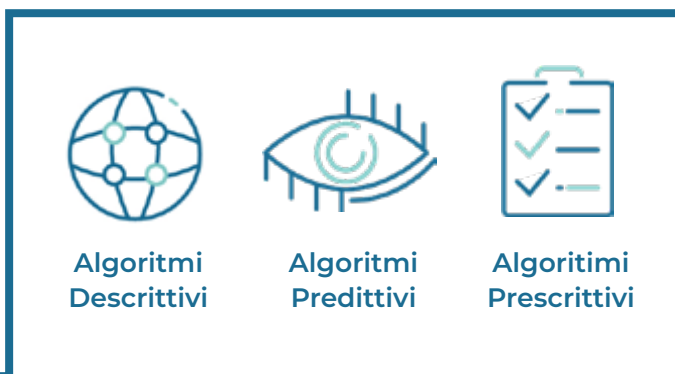 Algoritmi
Descrittivi
Algoritmi
Predittivi
Algoritimi
Prescrittivi